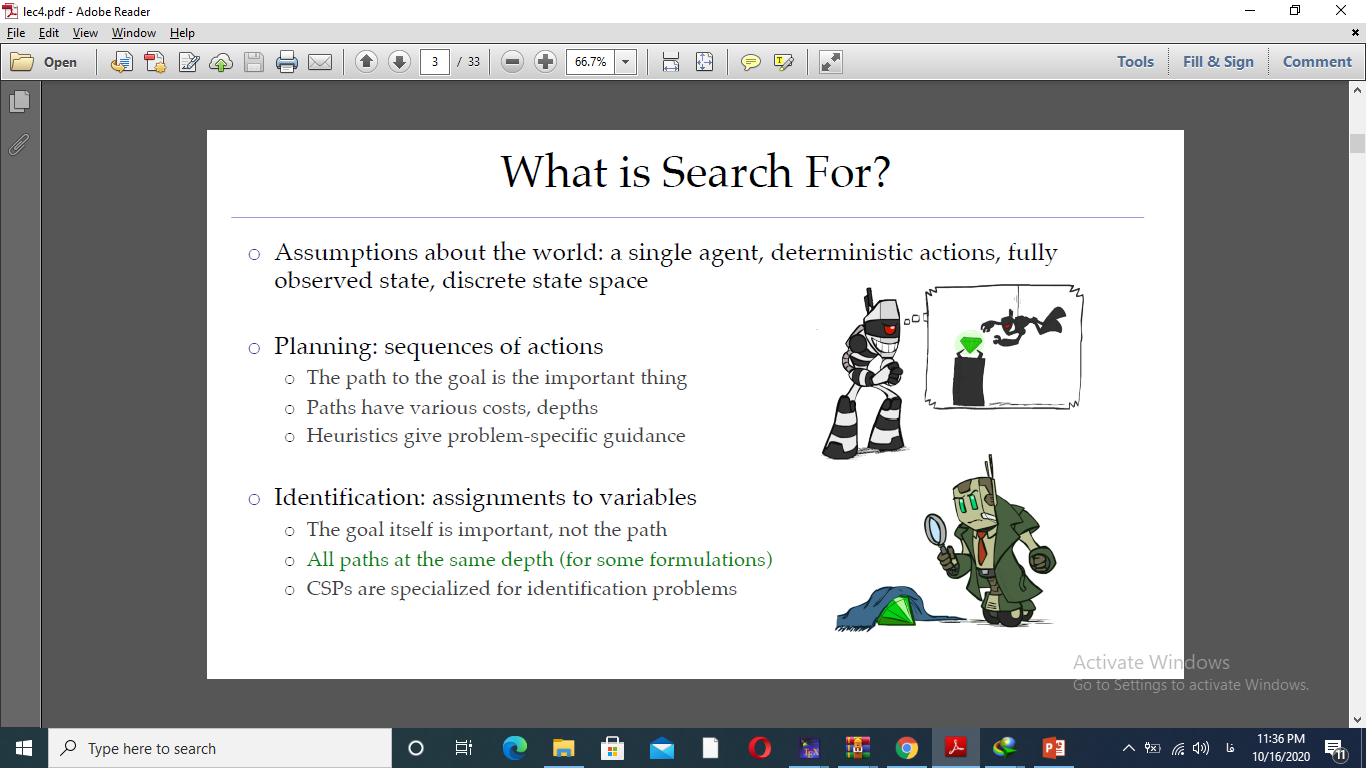 lec4.pdf - Adobe Reader
File Edit View Window Help
Open 3 / 33 66.7% Tools Fill & Sign Comment
What is Search For?
Assumptions about the world: a single agent, deterministic actions, fully
observed state, discrete state space
Planning: sequences of actions
The path to the goal is the important thing
Paths have various costs, depths
Heuristics give problem-specific guidance
Identification: assignments to variables
The goal itself is important, not the path
All paths at the same depth (for some formulations)
CSPs are specialized for identification problems
Activate Windows
Go to Settings to activate Windows.
Type here to search
فا
11:36 PM
10/16/2020
11